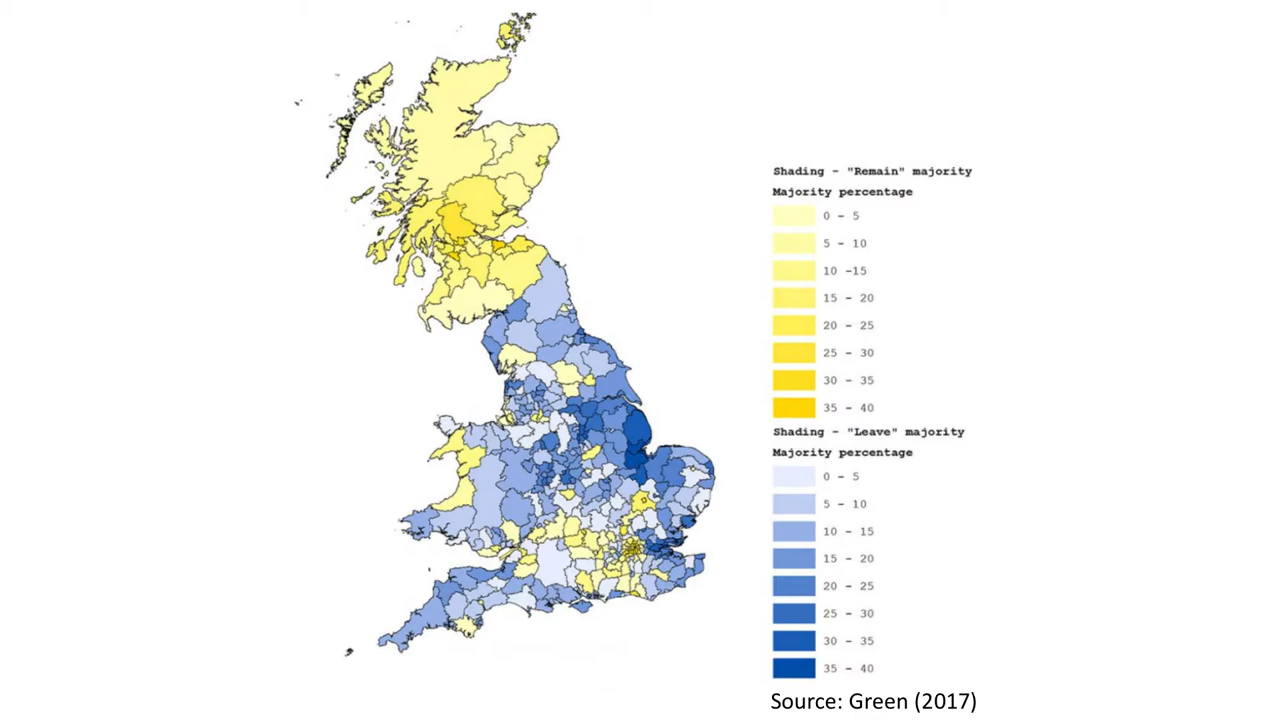 Shading - "Remain" majority
Majority percentage
0 - 5
5 - 10
10 -15
15 - 20
20 - 25
25 - 30
30 - 35
35 - 40
Shading - "Leave" majority
Majority percentage
0 - 5
5 - 10
10 - 15
15 - 20
20 - 25
25 - 30
30 - 35
35 - 40
Source: Green (2017)